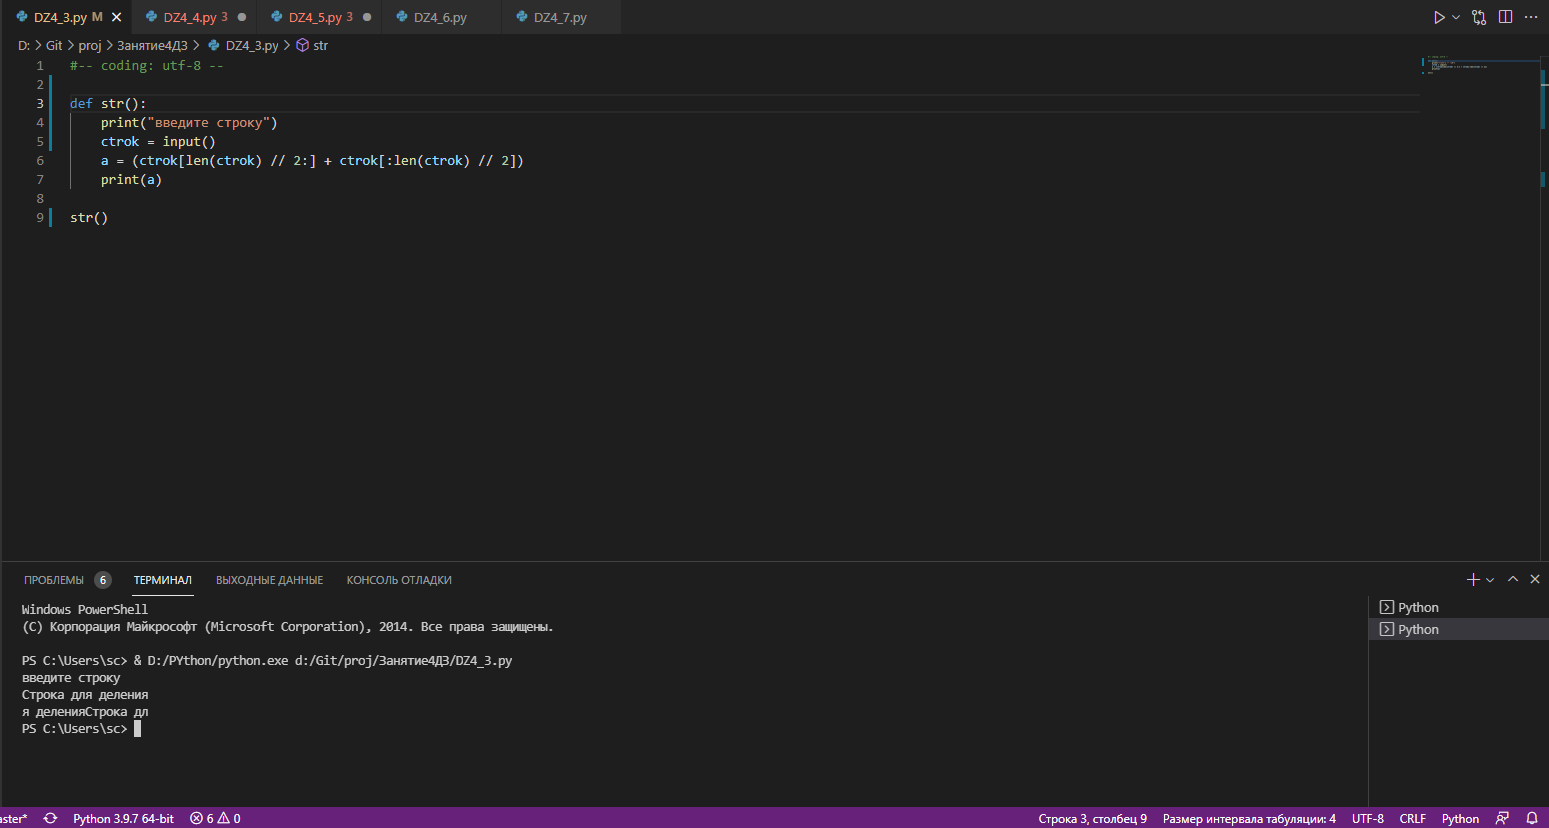 DZ4_3.py M DZ4_4.py 3 DZ4_5.py 3 DZ4_6.py DZ4_7.py
D: > Git > proj > Занятие4ДЗ > DZ4_3.py > str
1 #-- coding: utf-8 --
2
3 def str():
4 print("введите строку")
5 ctrok = input()
6 a = (ctrok[len(ctrok) // 2:] + ctrok[:len(ctrok) // 2])
7 print(a)
8
9 str()
ПРОБЛЕМЫ 6 ТЕРМИНАЛ ВЫХОДНЫЕ ДАННЫЕ КОНСОЛЬ ОТЛАДКИ
Windows PowerShell
(C) Корпорация Майкрософт (Microsoft Corporation), 2014. Все права защищены.
PS C:\Users\sc> & D:/PYthon/python.exe d:/Git/proj/Занятие4ДЗ/DZ4_3.py
введите строку
Строка для деления
я деленияСтрока дл
PS C:\Users\sc>
Python
Python
aster* Python 3.9.7 64-bit 6 0 Строка 3, столбец 9 Размер интервала табуляции: 4 UTF-8 CRLF Python